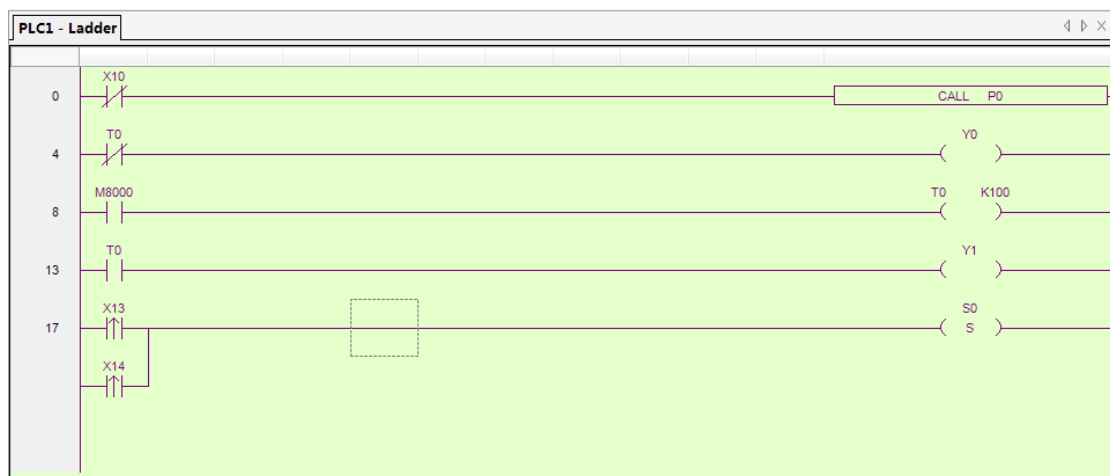 PLC1 - Ladder
X10
0 CALL P0
T0 Y0
4
M8000 T0 K100
8
T0 Y1
13
X13 S0
17 S
X14